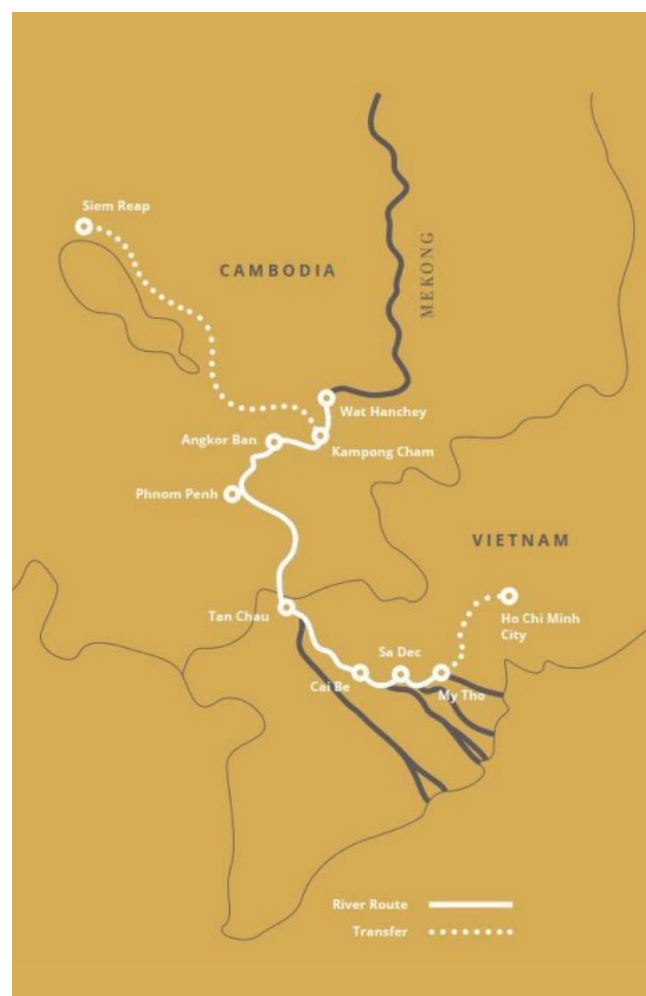 Siem Reap
CAMBODIA
MEKONG
Wat Hanchey
Angkor Ban
Kampong Cham
Phnom Penh
VIETNAM
Tan Chau
Ho Chi Minh
City
Sa Dec
Cai Be
My Tho
River Route
Transfer